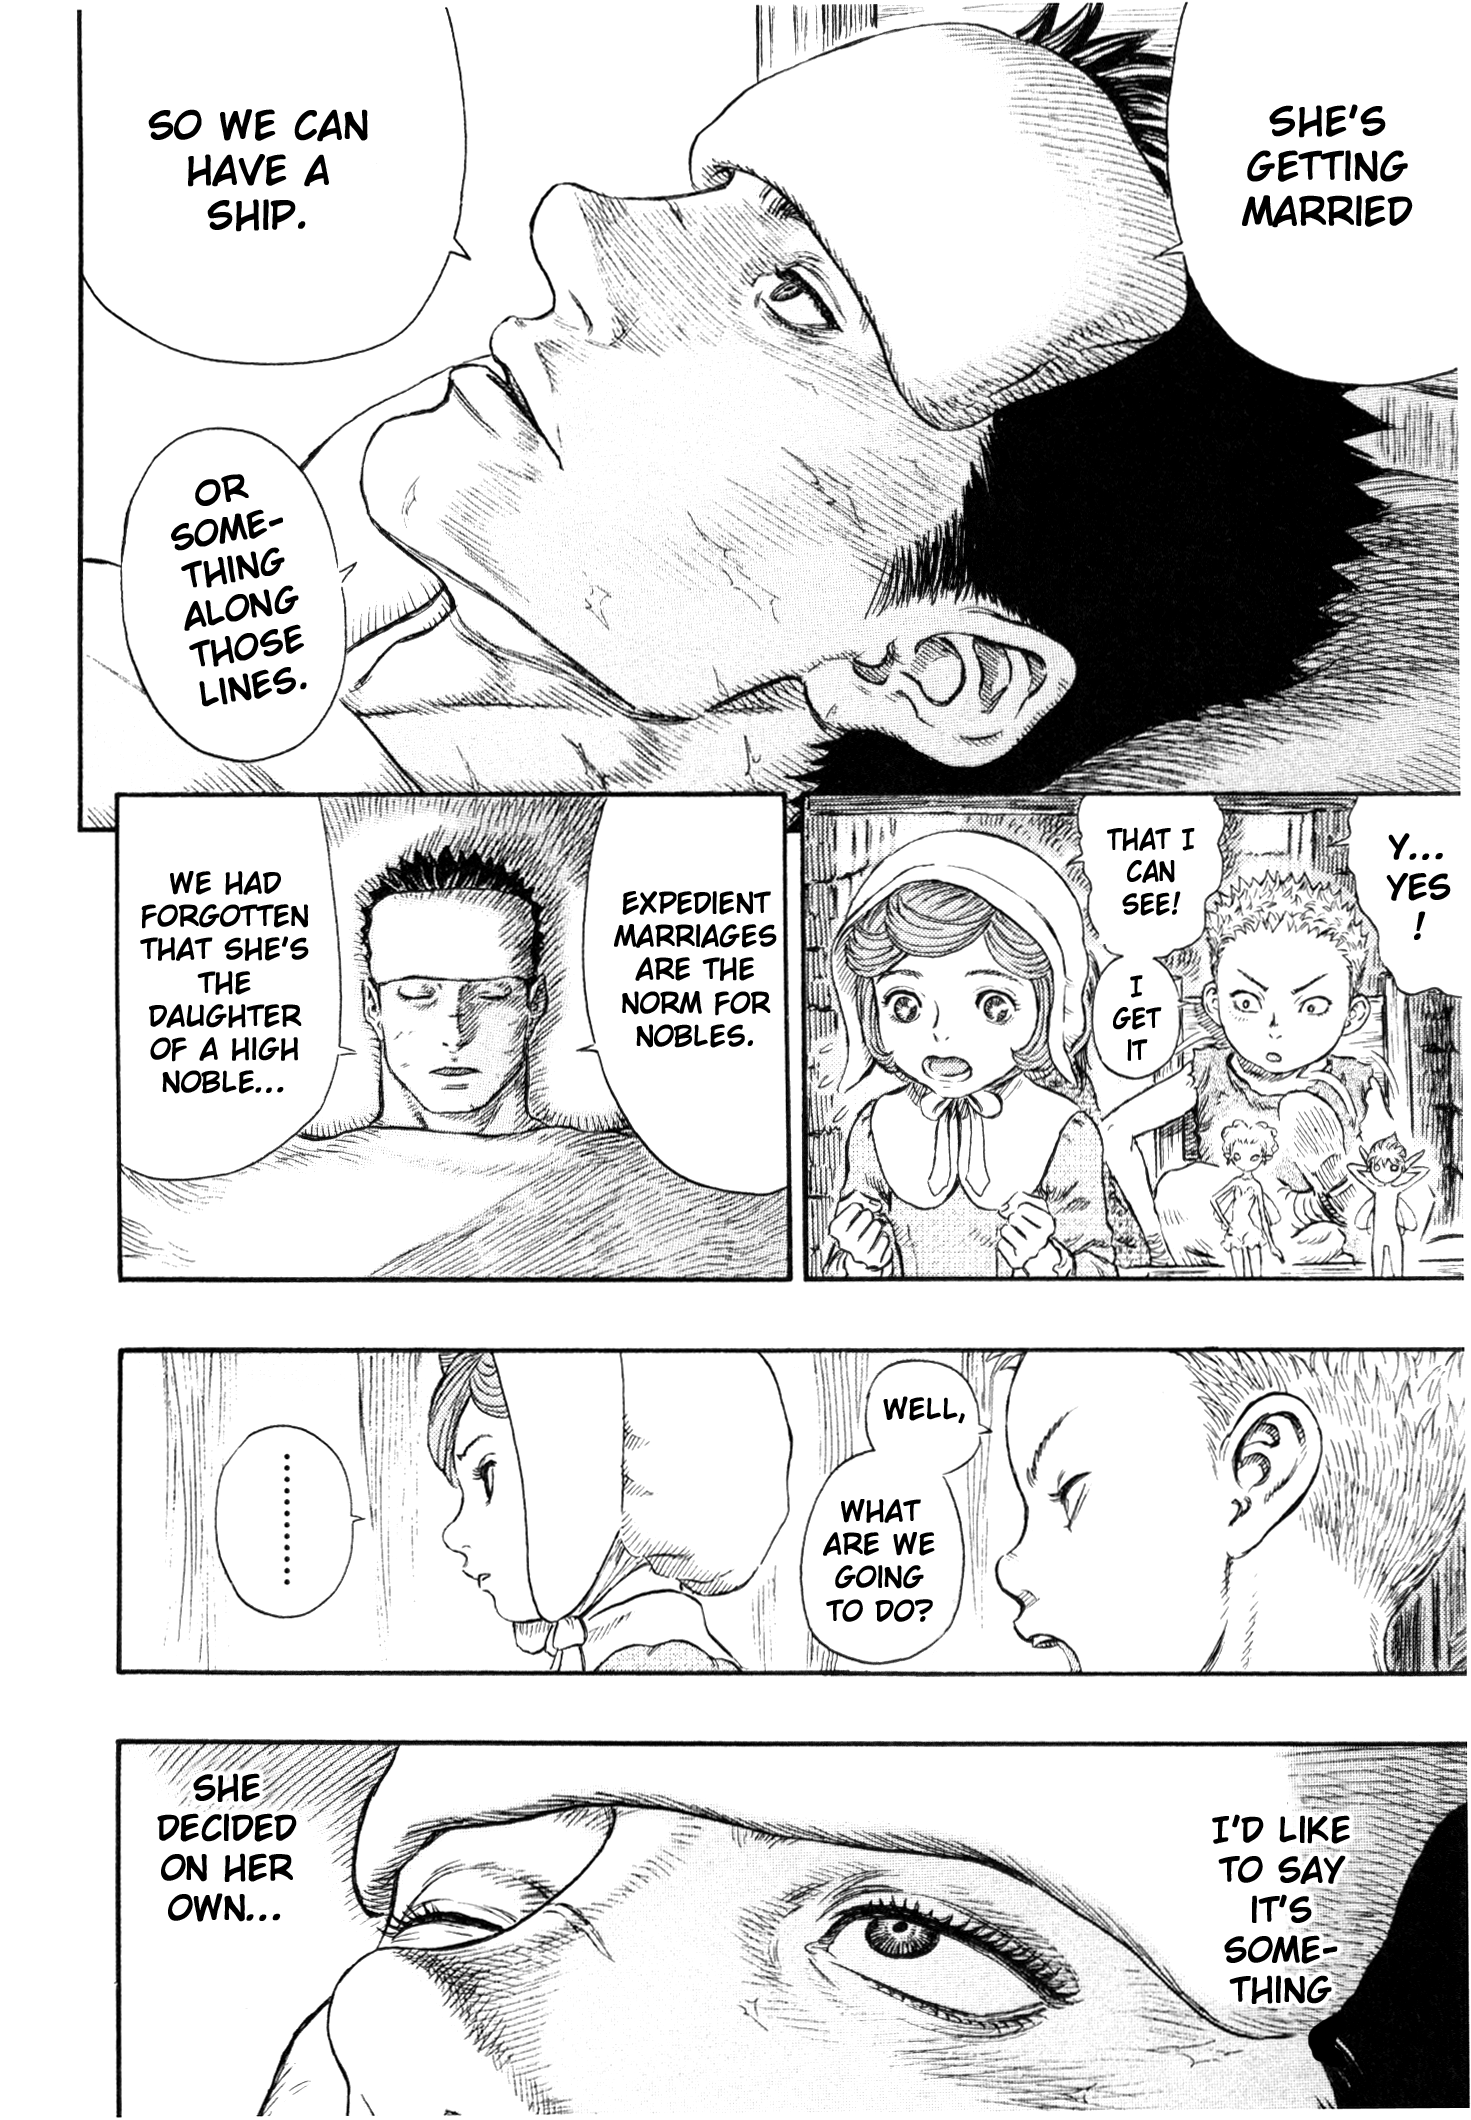 SHE'S
GETTING
MARRIED
SO WE CAN
HAVE A
SHIP.
OR
SOME-
THING
ALONG
THOSE
LINES.
Y...
YES
!
THAT I
CAN
SEE!
I
GET
IT
EXPEDIENT
MARRIAGES
ARE THE
NORM FOR
NOBLES.
WE HAD
FORGOTTEN
THAT SHE'S
THE
DAUGHTER
OF A HIGH
NOBLE...
WELL,
WHAT
ARE WE
GOING
TO DO?
..........
I'D LIKE
TO SAY
IT'S
SOME-
THING
SHE
DECIDED
ON HER
OWN...